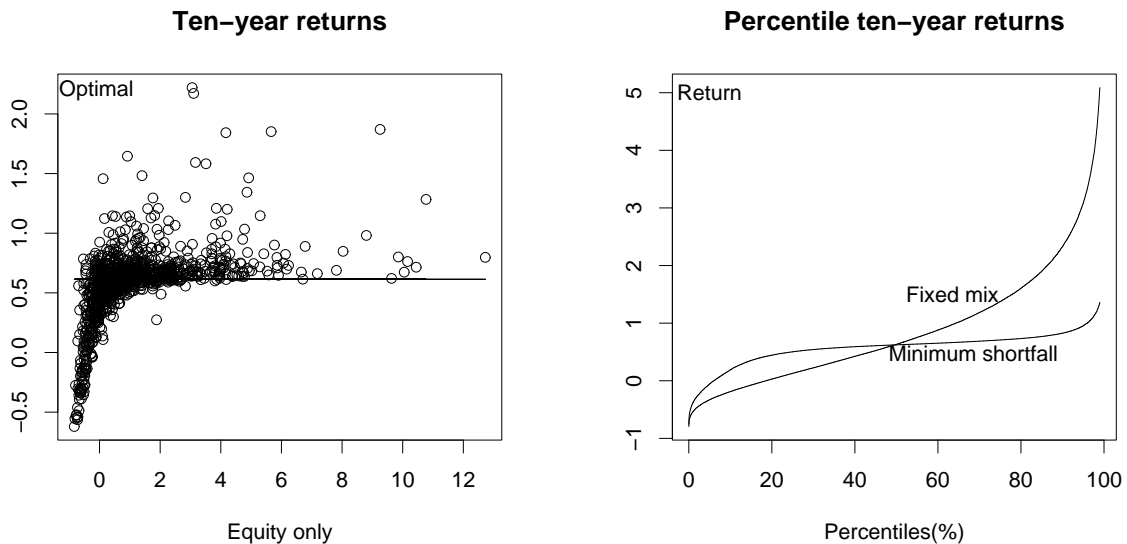 Ten−year returns
Optimal
2.0
1.5
1.0
0.5
0.0
−0.5
0 2 4 6 8 10 12
Equity only
Percentile ten−year returns
Return
5
4
3
2
1
0
−1
Fixed mix
Minimum shortfall
0 20 40 60 80 100
Percentiles(%)